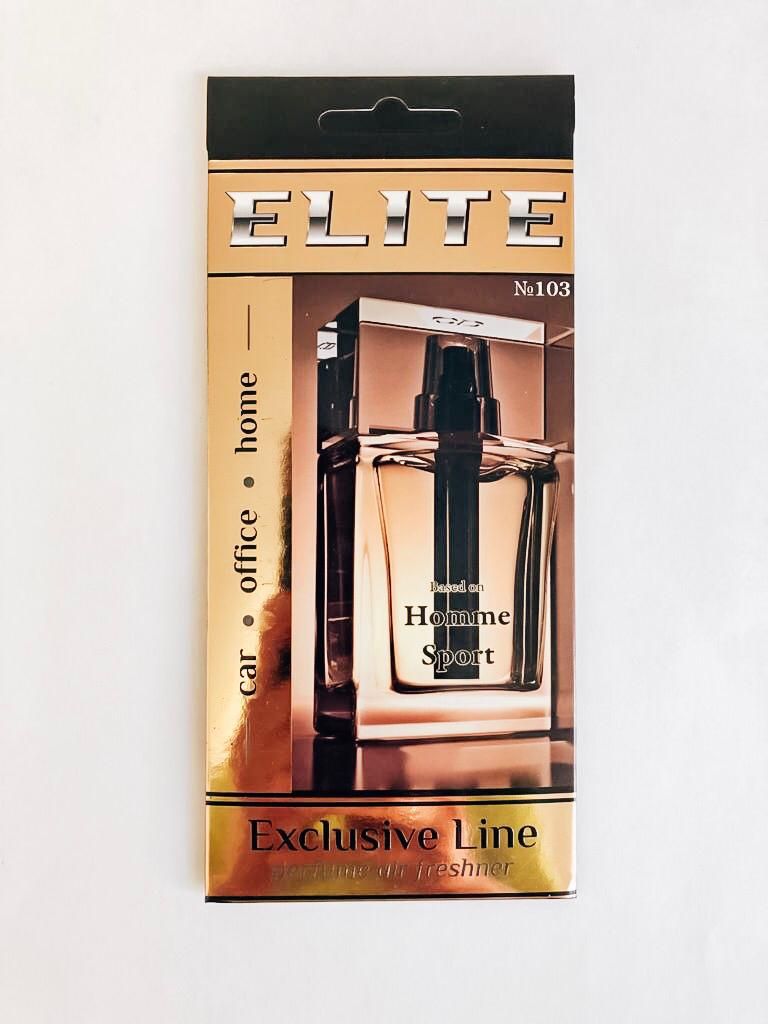 ELITE
№103
car • office • home
Based on
Homme
Sport
Exclusive Line
perfume air freshner